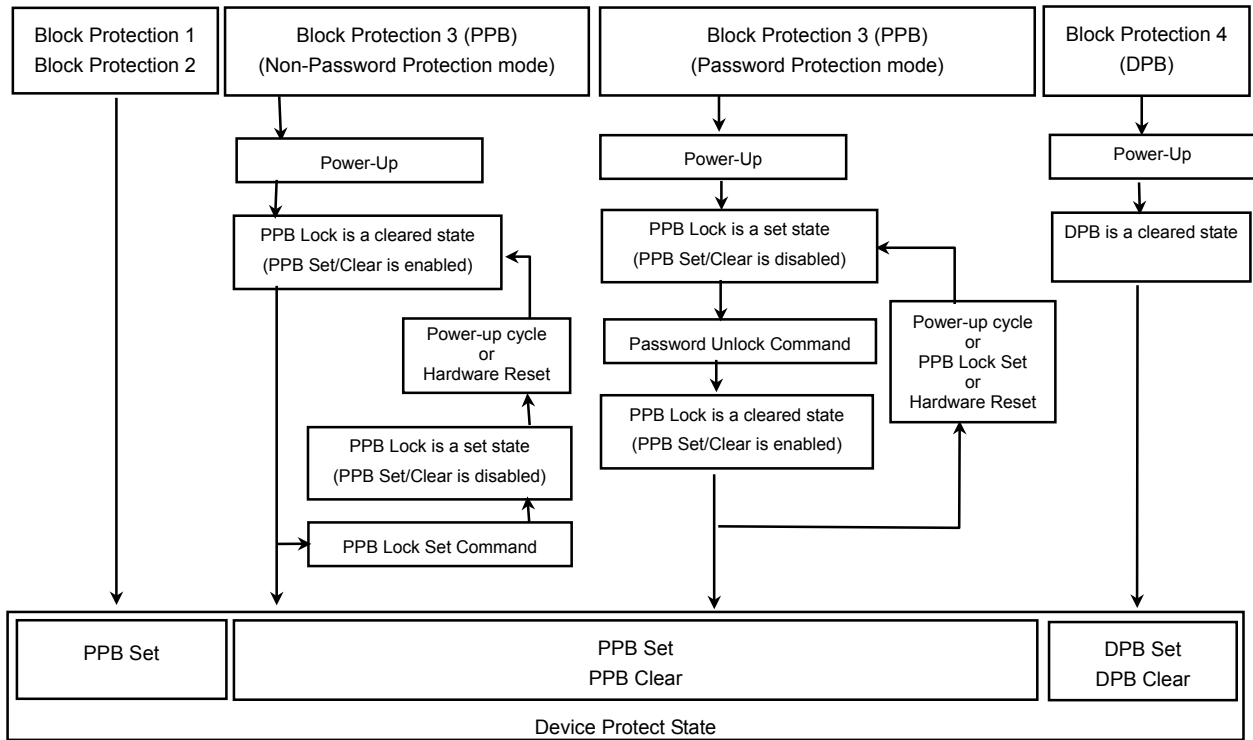 Block Protection 1
Block Protection 2
Block Protection 3 (PPB)
(Non-Password Protection mode)
Block Protection 3 (PPB)
(Password Protection mode)
Block Protection 4
(DPB)
Power-Up
Power-Up
Power-Up
PPB Lock is a cleared state
(PPB Set/Clear is enabled)
PPB Lock is a set state
(PPB Set/Clear is disabled)
DPB is a cleared state
Power-up cycle
or
Hardware Reset
Password Unlock Command
Power-up cycle
or
PPB Lock Set
or
Hardware Reset
PPB Lock is a cleared state
(PPB Set/Clear is enabled)
PPB Lock is a set state
(PPB Set/Clear is disabled)
PPB Lock Set Command
PPB Set
PPB Set
PPB Clear
DPB Set
DPB Clear
Device Protect State